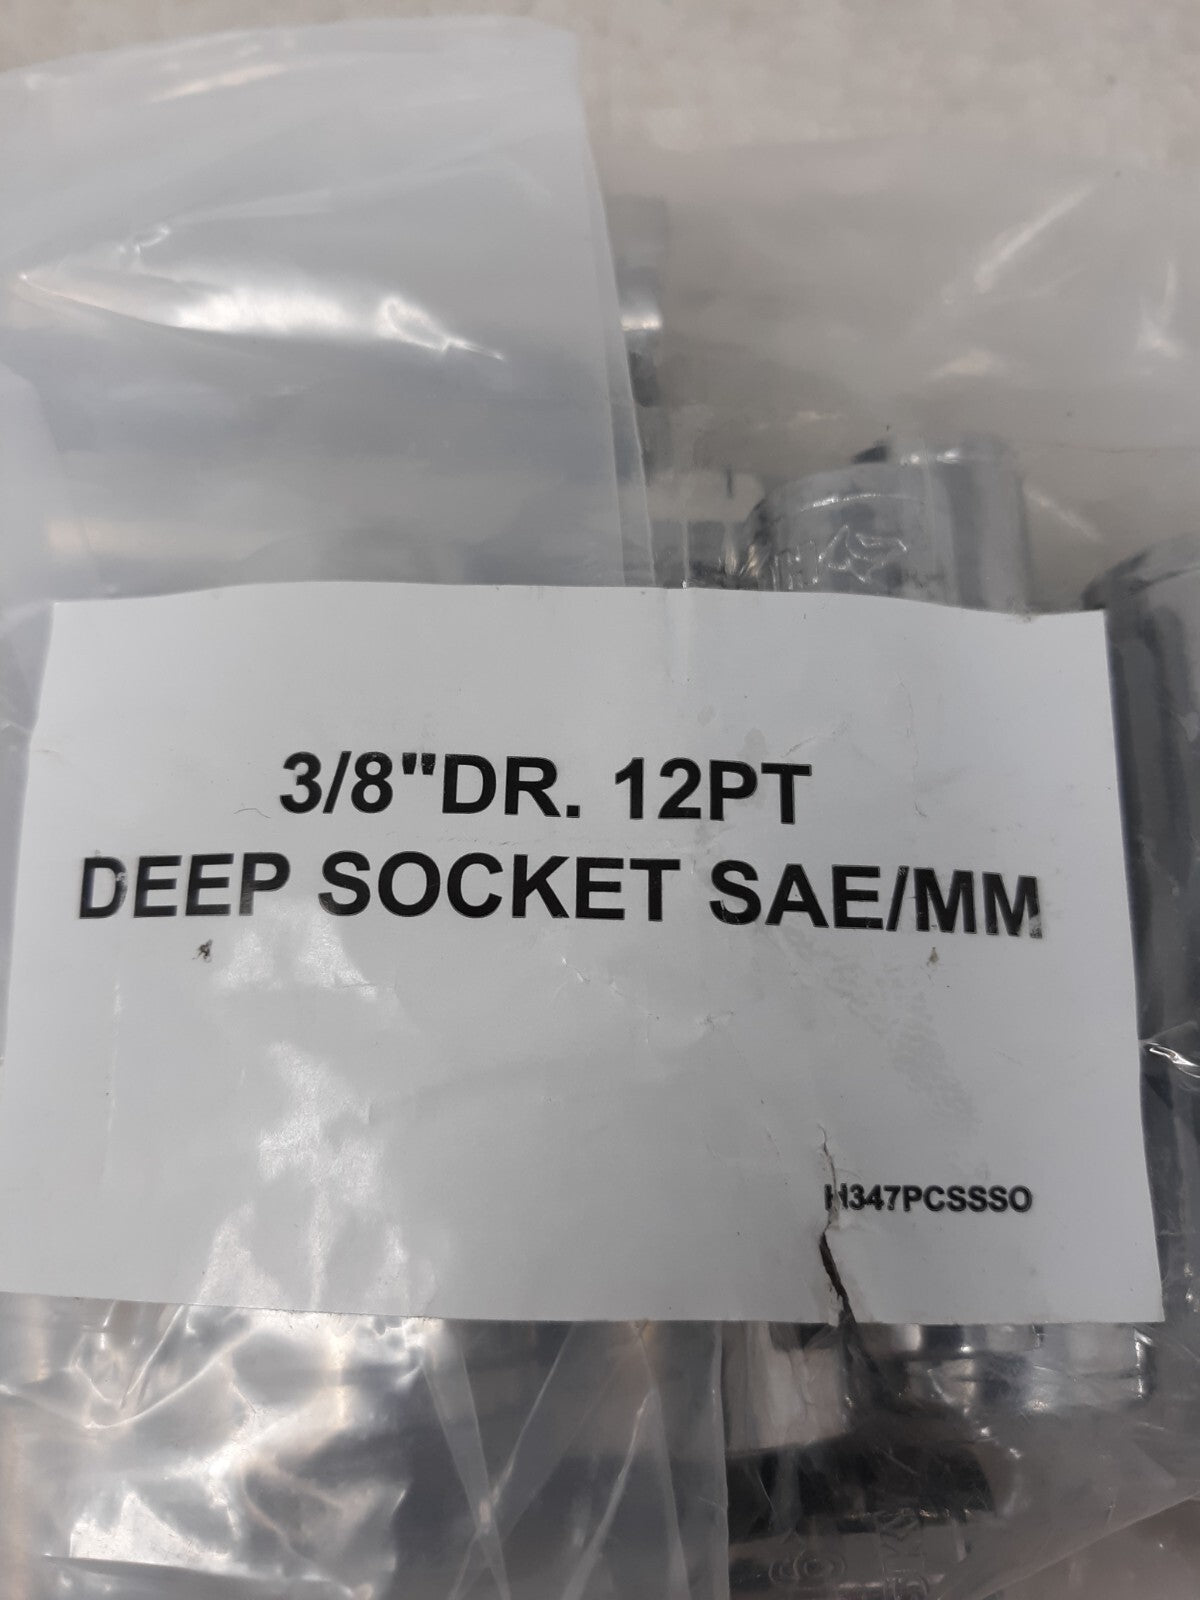 3/8"DR. 12PT
DEEP SOCKET SAE/MM
H347PCSSSO